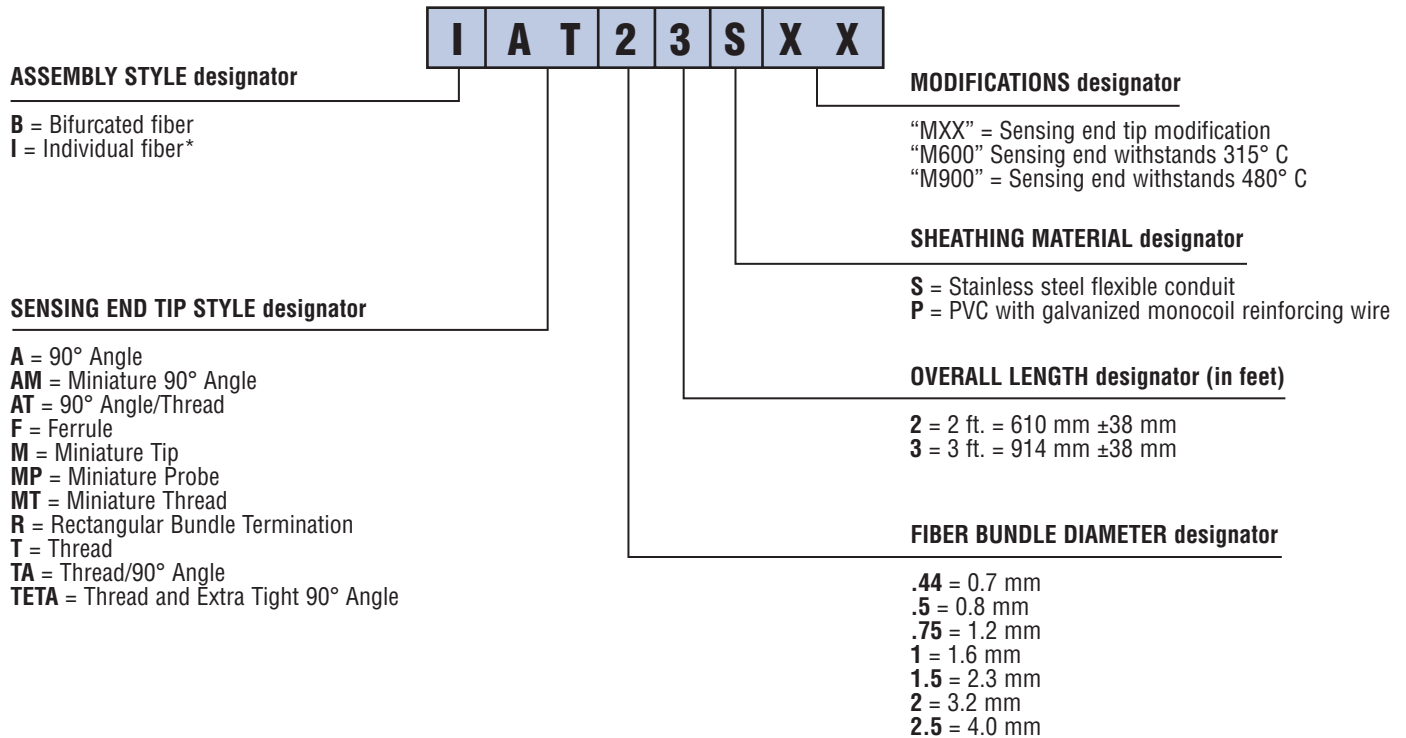 I A T 2 3 S X X
ASSEMBLY STYLE designator
B = Bifurcated fiber
I = Individual fiber*
SENSING END TIP STYLE designator
A = 90° Angle
AM = Miniature 90° Angle
AT = 90° Angle/Thread
F = Ferrule
M = Miniature Tip
MP = Miniature Probe
MT = Miniature Thread
R = Rectangular Bundle Termination
T = Thread
TA = Thread/90° Angle
TETA = Thread and Extra Tight 90° Angle
MODIFICATIONS designator
“MXX” = Sensing end tip modification
“M600” Sensing end withstands 315° C
“M900” = Sensing end withstands 480° C
SHEATHING MATERIAL designator
S = Stainless steel flexible conduit
P = PVC with galvanized monocoil reinforcing wire
OVERALL LENGTH designator (in feet)
2 = 2 ft. = 610 mm ±38 mm
3 = 3 ft. = 914 mm ±38 mm
FIBER BUNDLE DIAMETER designator
.44 = 0.7 mm
.5 = 0.8 mm
.75 = 1.2 mm
1 = 1.6 mm
1.5 = 2.3 mm
2 = 3.2 mm
2.5 = 4.0 mm